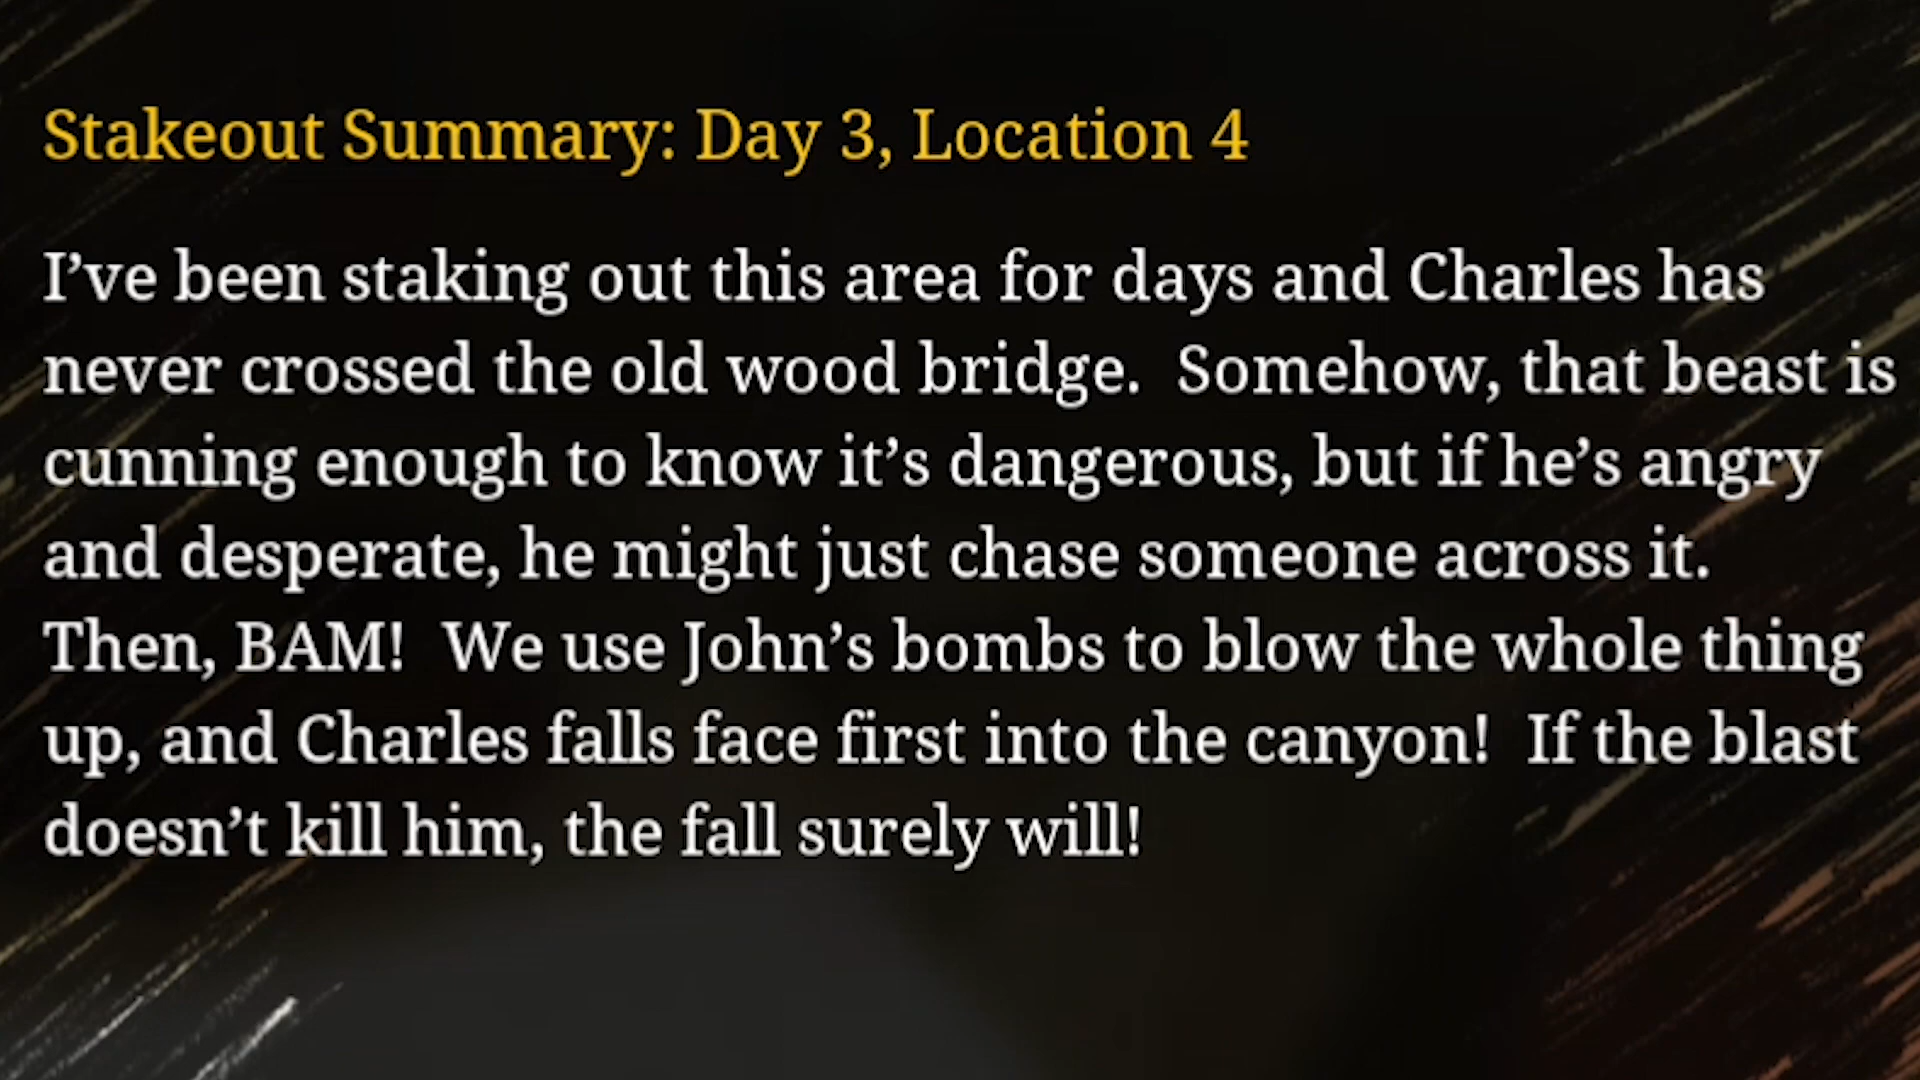 Stakeout Summary: Day 3, Location 4
I’ve been staking out this area for days and Charles has
never crossed the old wood bridge.  Somehow, that beast is
cunning enough to know it’s dangerous, but if he’s angry
and desperate, he might just chase someone across it.
Then, BAM!  We use John’s bombs to blow the whole thing
up, and Charles falls face first into the canyon!  If the blast
doesn’t kill him, the fall surely will!